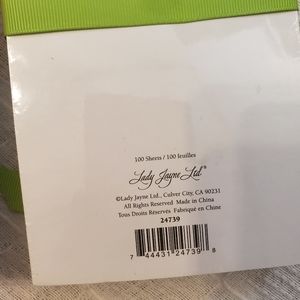 100 Sheets / 100 feuilles
Lady Jayne Ltd®
©Lady Jayne Ltd., Culver City, CA 90231
All Rights Reserved Made in China
Tous Droits Réservés Fabriqué en Chine
24739
7 44431 24739 8